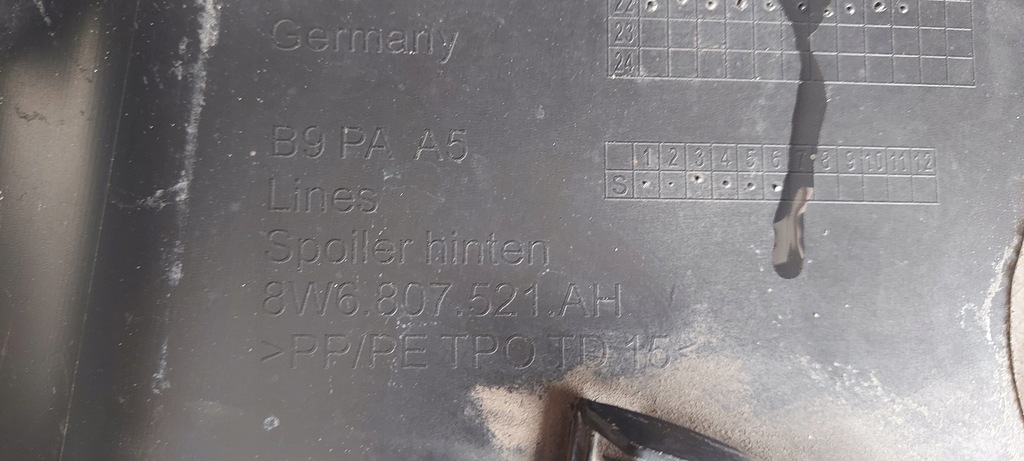 22
23
24
Germany
B9 PA A5
Lines
Spoiler hinten
8W6.807.521.AH
>PP/PE TPO TD 15<
1 2 3 4 5 6 7 8 9 10 11 12
S